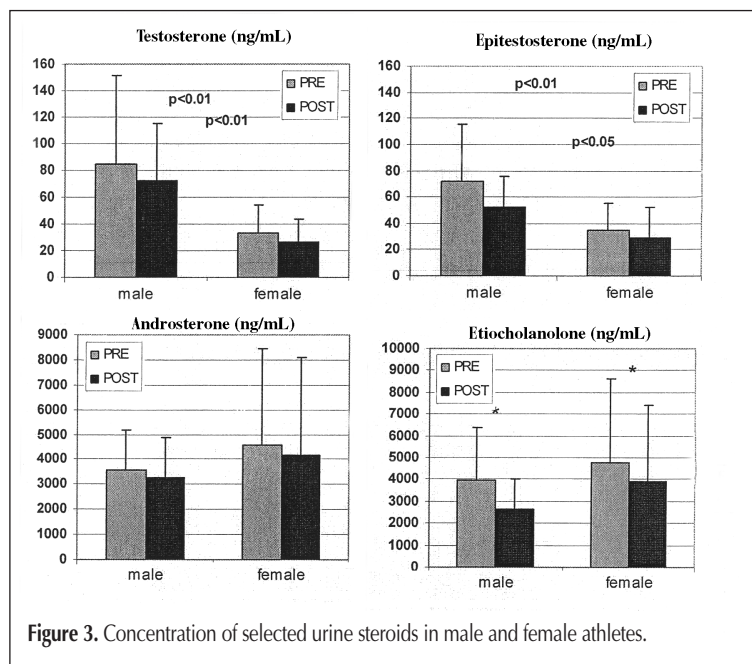 Testosterone (ng/mL)
160
140
120
100
80
60
40
20
0
PRE
POST
p<0.01
p<0.01
male
female
Epitestosterone (ng/mL)
160
140
120
100
80
60
40
20
0
PRE
POST
p<0.01
p<0.05
male
female
Androsterone (ng/mL)
9000
8000
7000
6000
5000
4000
3000
2000
1000
0
PRE
POST
male
female
Etiocholanolone (ng/mL)
10000
9000
8000
7000
6000
5000
4000
3000
2000
1000
0
PRE
POST
*
*
male
female
Figure 3. Concentration of selected urine steroids in male and female athletes.